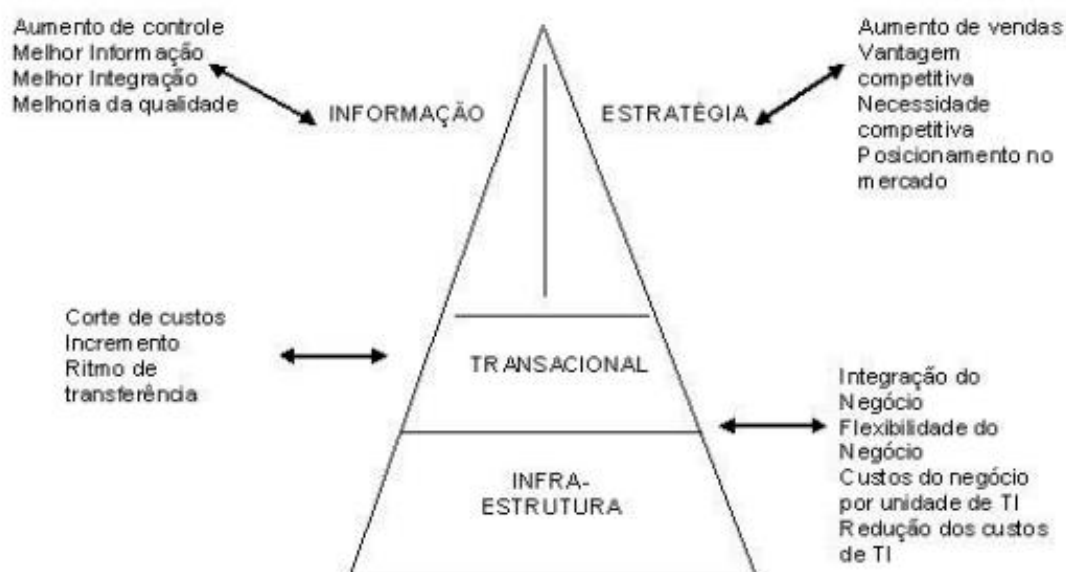 Aumento de controle
Melhor Informação
Melhor Integração
Melhoria da qualidade
INFORMAÇÃO
ESTRATÉGIA
Aumento de vendas
Vantagem
competitiva
Necessidade
competitiva
Posicionamento no
mercado
Corte de custos
Incremento
Ritmo de
transferência
TRANSACIONAL
Integração do
Negócio
Flexibilidade do
Negócio
Custos do negócio
por unidade de TI
Redução dos custos
de TI
INFRA-
ESTRUTURA